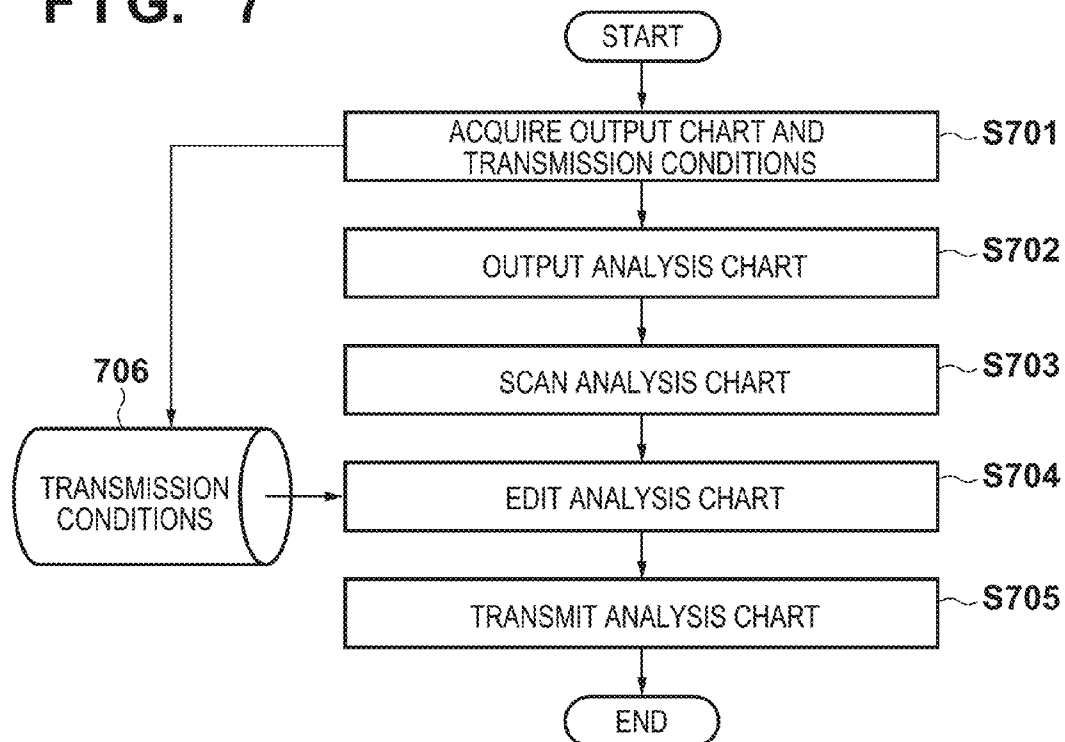 FIG. 7
START
ACQUIRE OUTPUT CHART AND
TRANSMISSION CONDITIONS
S701
OUTPUT ANALYSIS CHART
S702
SCAN ANALYSIS CHART
S703
706
TRANSMISSION
CONDITIONS
EDIT ANALYSIS CHART
S704
TRANSMIT ANALYSIS CHART
S705
END